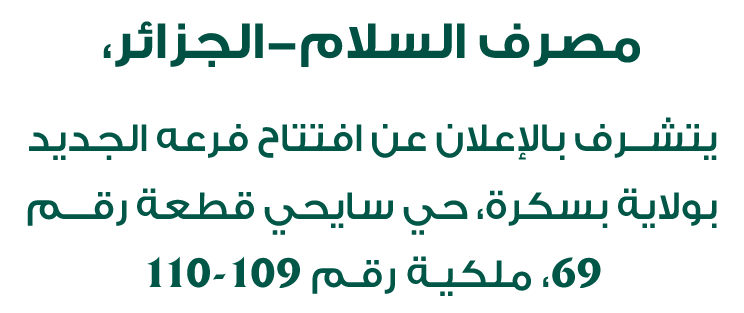 مصرف السلام-الجزائر،
يتشـرف بالإعلان عن افتتاح فرعه الجديد
بولاية بسكرة، حي سايحي قطعة رقـم
69، ملكية رقم 109-110